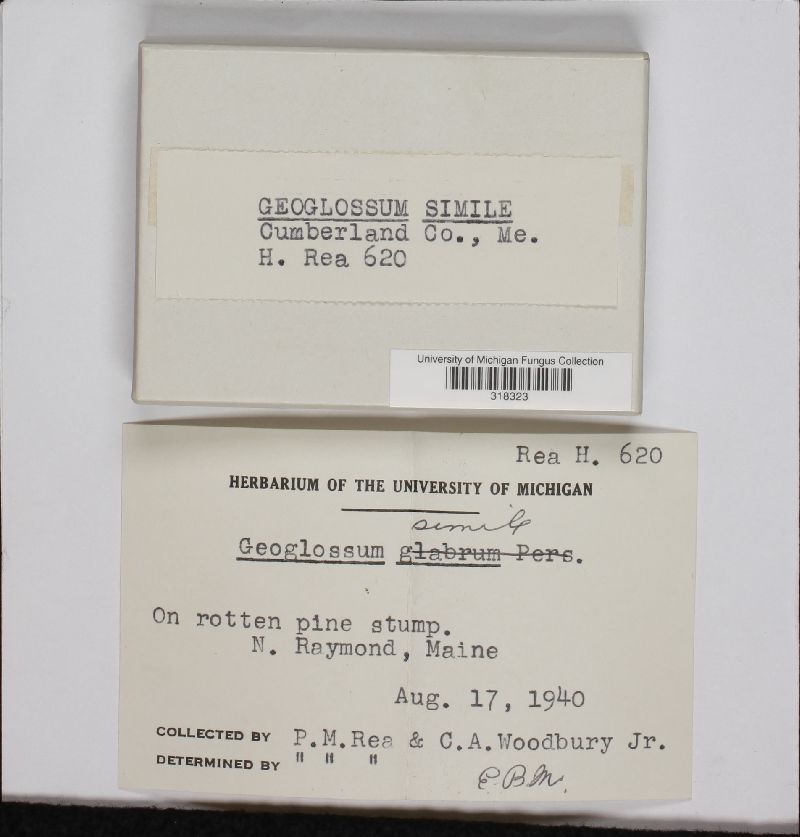 GEOGLOSSUM SIMILE
Cumberland Co., Me.
H. Rea 620
University of Michigan Fungus Collection
318323
Rea H. 620
HERBARIUM OF THE UNIVERSITY OF MICHIGAN
simile
Geoglossum glabrum Pers.
On rotten pine stump.
N. Raymond, Maine
Aug. 17, 1940
COLLECTED BY P.M.Rea & C.A.Woodbury Jr.
DETERMINED BY " " "
E.B.M.